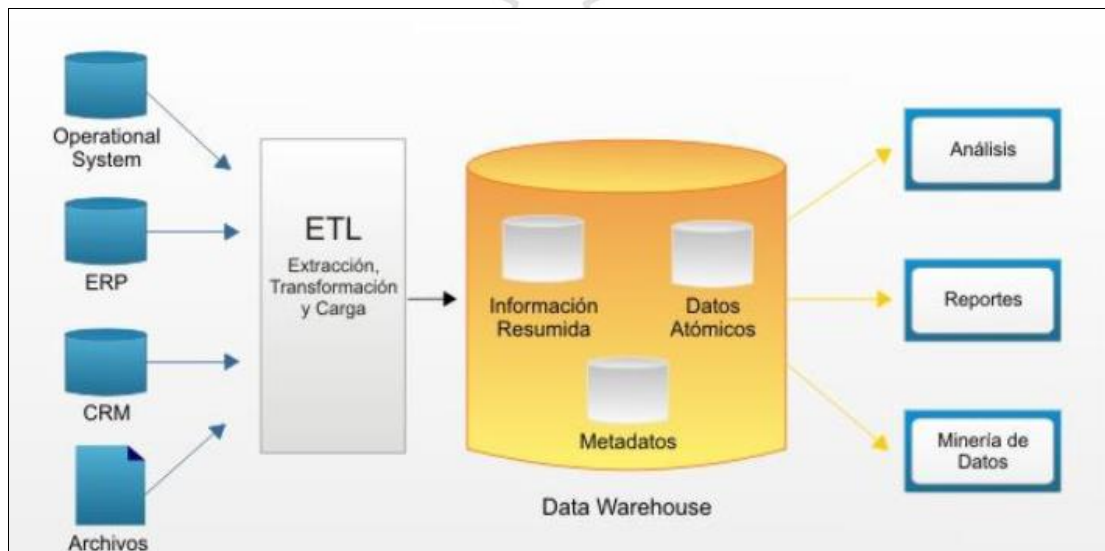 Operational
System
ERP
CRM
Archivos
ETL
Extracción,
Transformación
y Carga
Información
Resumida
Datos
Atómicos
Metadatos
Data Warehouse
Análisis
Reportes
Minería de
Datos